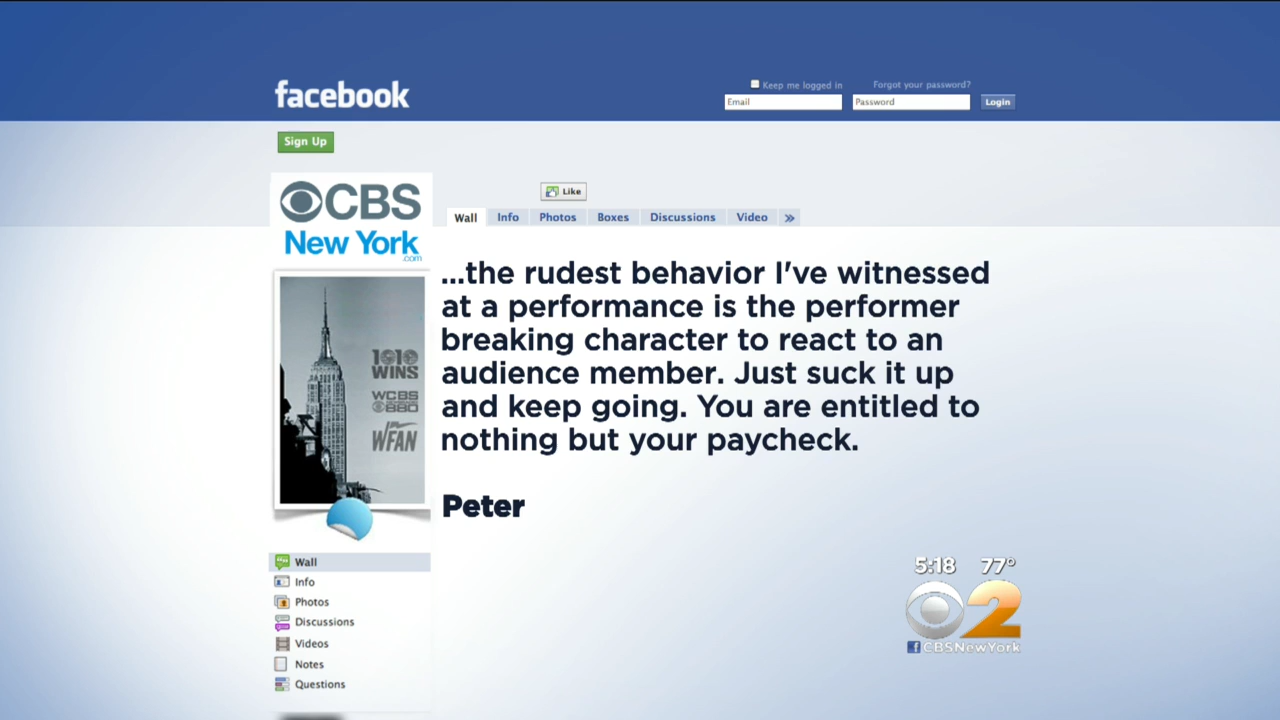 facebook
Keep me logged in
Forgot your password?
Email
Password
Login
Sign Up
CBS
New York
.com
Like
Wall
Info
Photos
Boxes
Discussions
Video
»
...the rudest behavior I've witnessed
at a performance is the performer
breaking character to react to an
audience member. Just suck it up
and keep going. You are entitled to
nothing but your paycheck.
Peter
1010
WINS
WCBS
880
WFAN
Wall
Info
Photos
Discussions
Videos
Notes
Questions
5:18 77°
2
f CBSNewYork